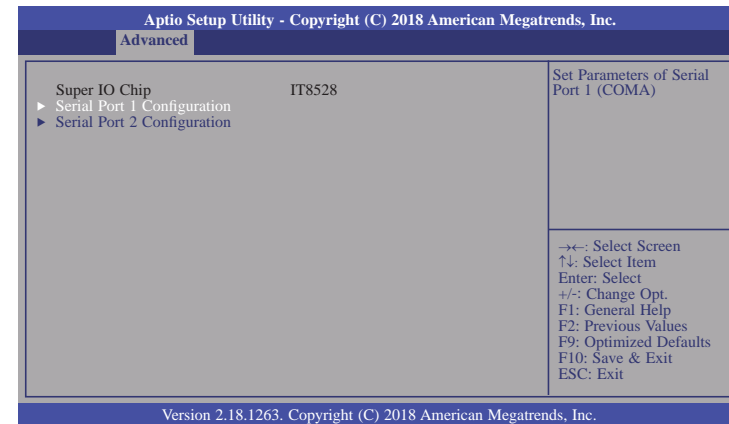 Aptio Setup Utility - Copyright (C) 2018 American Megatrends, Inc.
Advanced
Super IO Chip IT8528
► Serial Port 1 Configuration
► Serial Port 2 Configuration
Set Parameters of Serial
Port 1 (COMA)
→←: Select Screen
↑↓: Select Item
Enter: Select
+/-: Change Opt.
F1: General Help
F2: Previous Values
F9: Optimized Defaults
F10: Save & Exit
ESC: Exit
Version 2.18.1263. Copyright (C) 2018 American Megatrends, Inc.